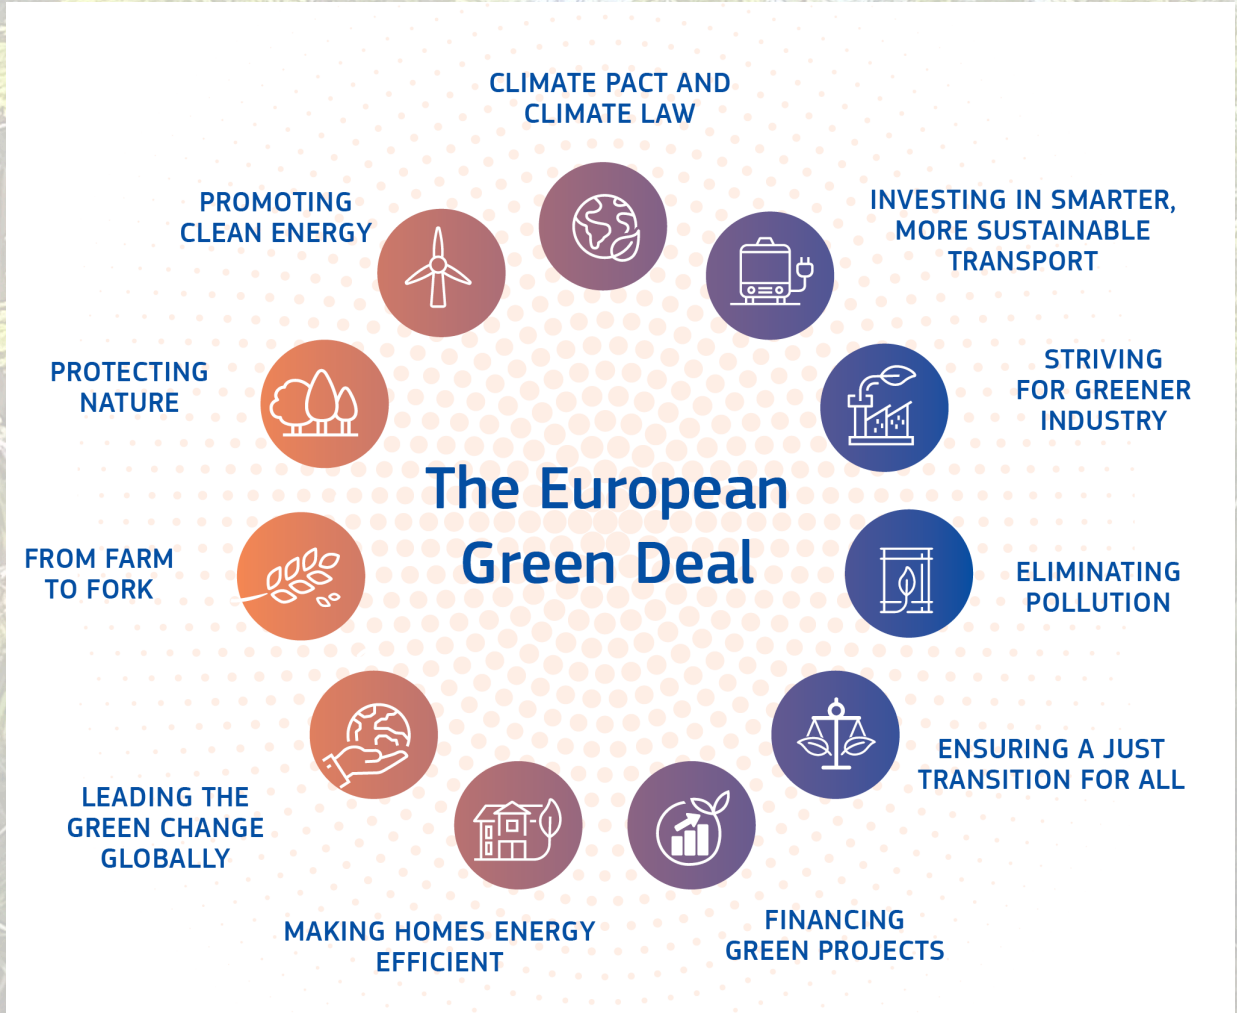 CLIMATE PACT AND
CLIMATE LAW
INVESTING IN SMARTER,
MORE SUSTAINABLE
TRANSPORT
STRIVING
FOR GREENER
INDUSTRY
ELIMINATING
POLLUTION
ENSURING A JUST
TRANSITION FOR ALL
FINANCING
GREEN PROJECTS
MAKING HOMES ENERGY
EFFICIENT
LEADING THE
GREEN CHANGE
GLOBALLY
FROM FARM
TO FORK
PROTECTING
NATURE
PROMOTING
CLEAN ENERGY
The European
Green Deal